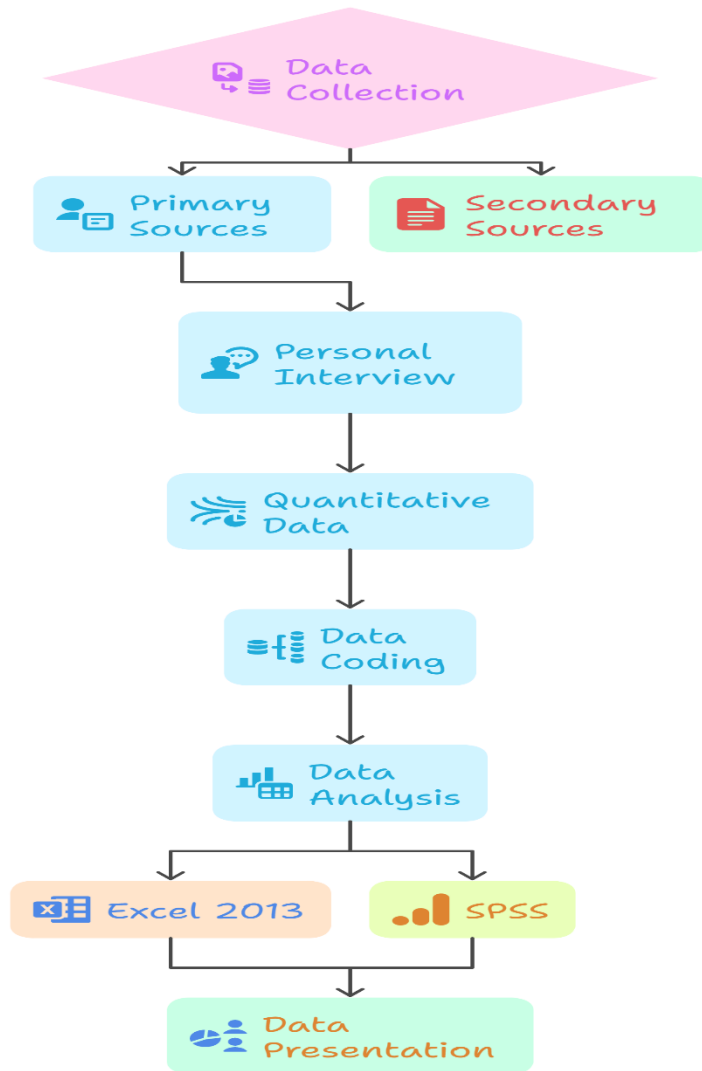 Data
Collection
Primary
Sources
Secondary
Sources
Personal
Interview
Quantitative
Data
Data
Coding
Data
Analysis
Excel 2013
SPSS
Data
Presentation